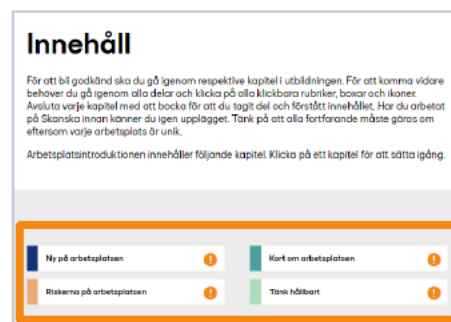 Innehåll
För att bli godkänd ska du gå igenom respektive kapitel i utbildningen. För att komma vidare
behöver du gå igenom alla delar och klicka på alla klickbara rubriker, boxar och ikoner.
Avsluta varje kapitel med att bocka för att du tagit del och förstått innehållet. Har du arbetat
på Skanska innan känner du igen upplägget. Tänk på att alla fortfarande måste göras om
eftersom varje arbetsplats är unik.
Arbetsplatsintroduktionen innehåller följande kapitel. Klicka på ett kapitel för att sätta igång.
Ny på arbetsplatsen !
Kort om arbetsplatsen !
Riskerna på arbetsplatsen !
Tänk hållbart !